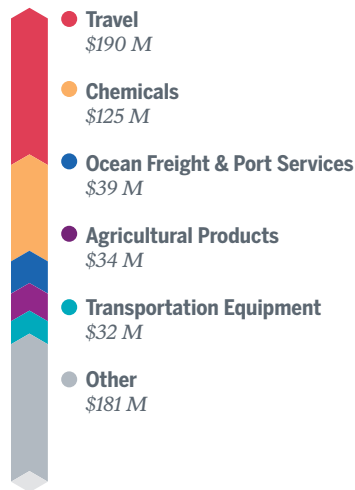 Travel
$190 M
Chemicals
$125 M
Ocean Freight & Port Services
$39 M
Agricultural Products
$34 M
Transportation Equipment
$32 M
Other
$181 M